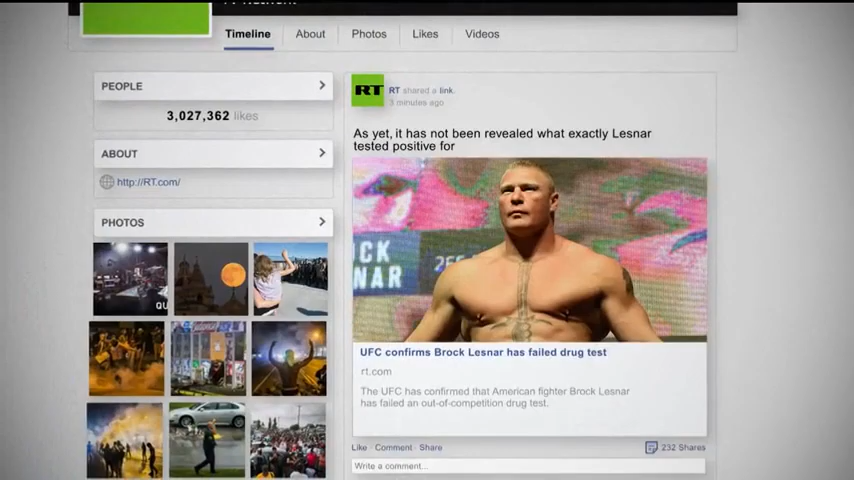 Timeline
About
Photos
Likes
Videos
PEOPLE
3,027,362 likes
ABOUT
http://RT.com/
PHOTOS
QU
RT
RT shared a link.
3 minutes ago
As yet, it has not been revealed what exactly Lesnar
tested positive for
CK
NAR
UFC confirms Brock Lesnar has failed drug test
rt.com
The UFC has confirmed that American fighter Brock Lesnar
has failed an out-of-competition drug test.
Like · Comment · Share
232 Shares
Write a comment...